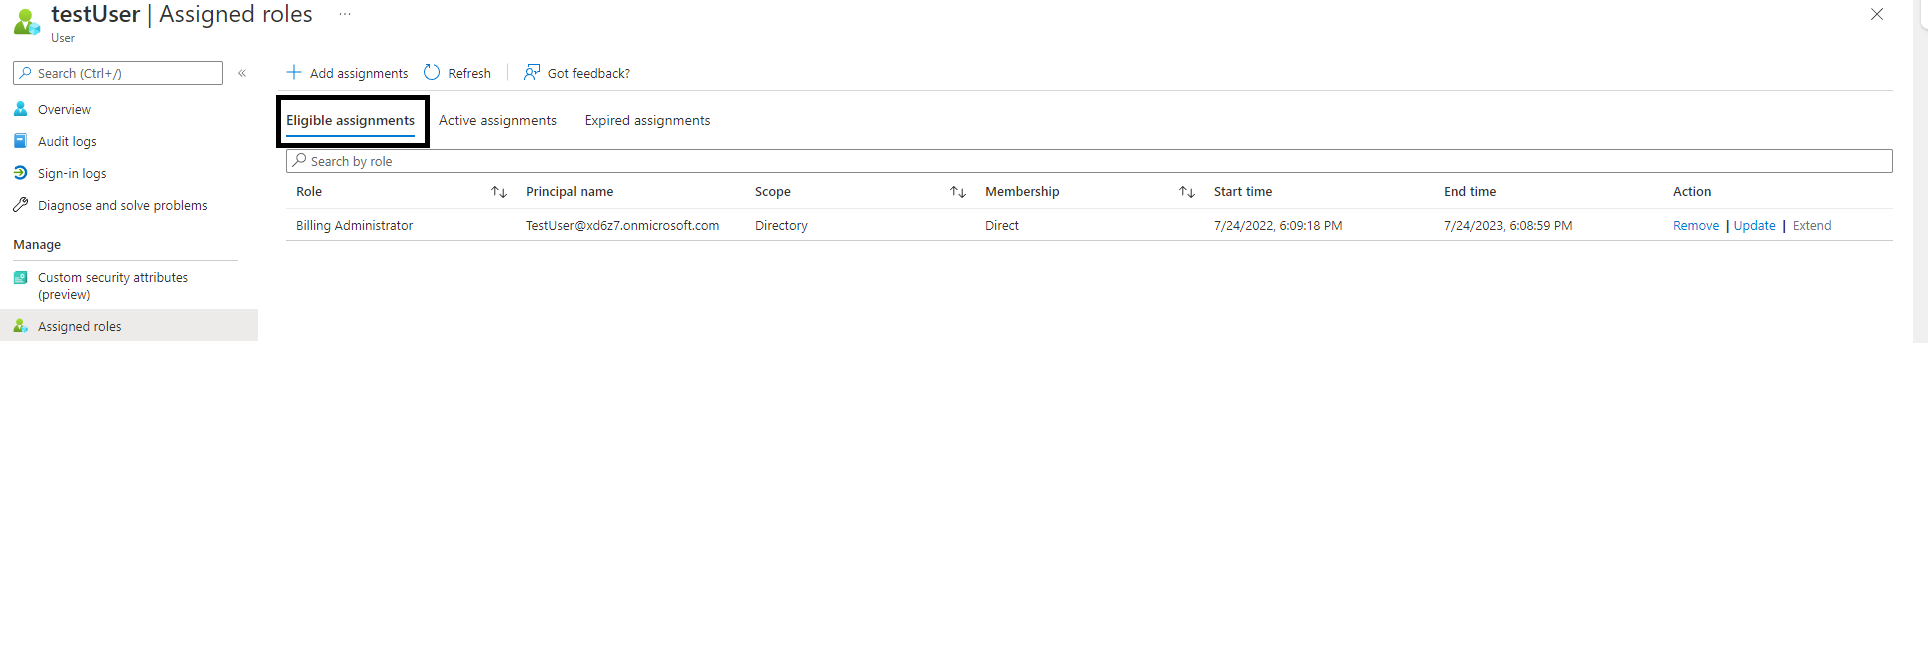 testUser | Assigned roles ...
User
Search (Ctrl+/) «
Overview
Audit logs
Sign-in logs
Diagnose and solve problems
Manage
Custom security attributes
(preview)
Assigned roles
Add assignments Refresh Got feedback?
Eligible assignments Active assignments Expired assignments
Search by role
Role Principal name Scope Membership Start time End time Action
Billing Administrator TestUser@xd6z7.onmicrosoft.com Directory Direct 7/24/2022, 6:09:18 PM 7/24/2023, 6:08:59 PM Remove | Update | Extend